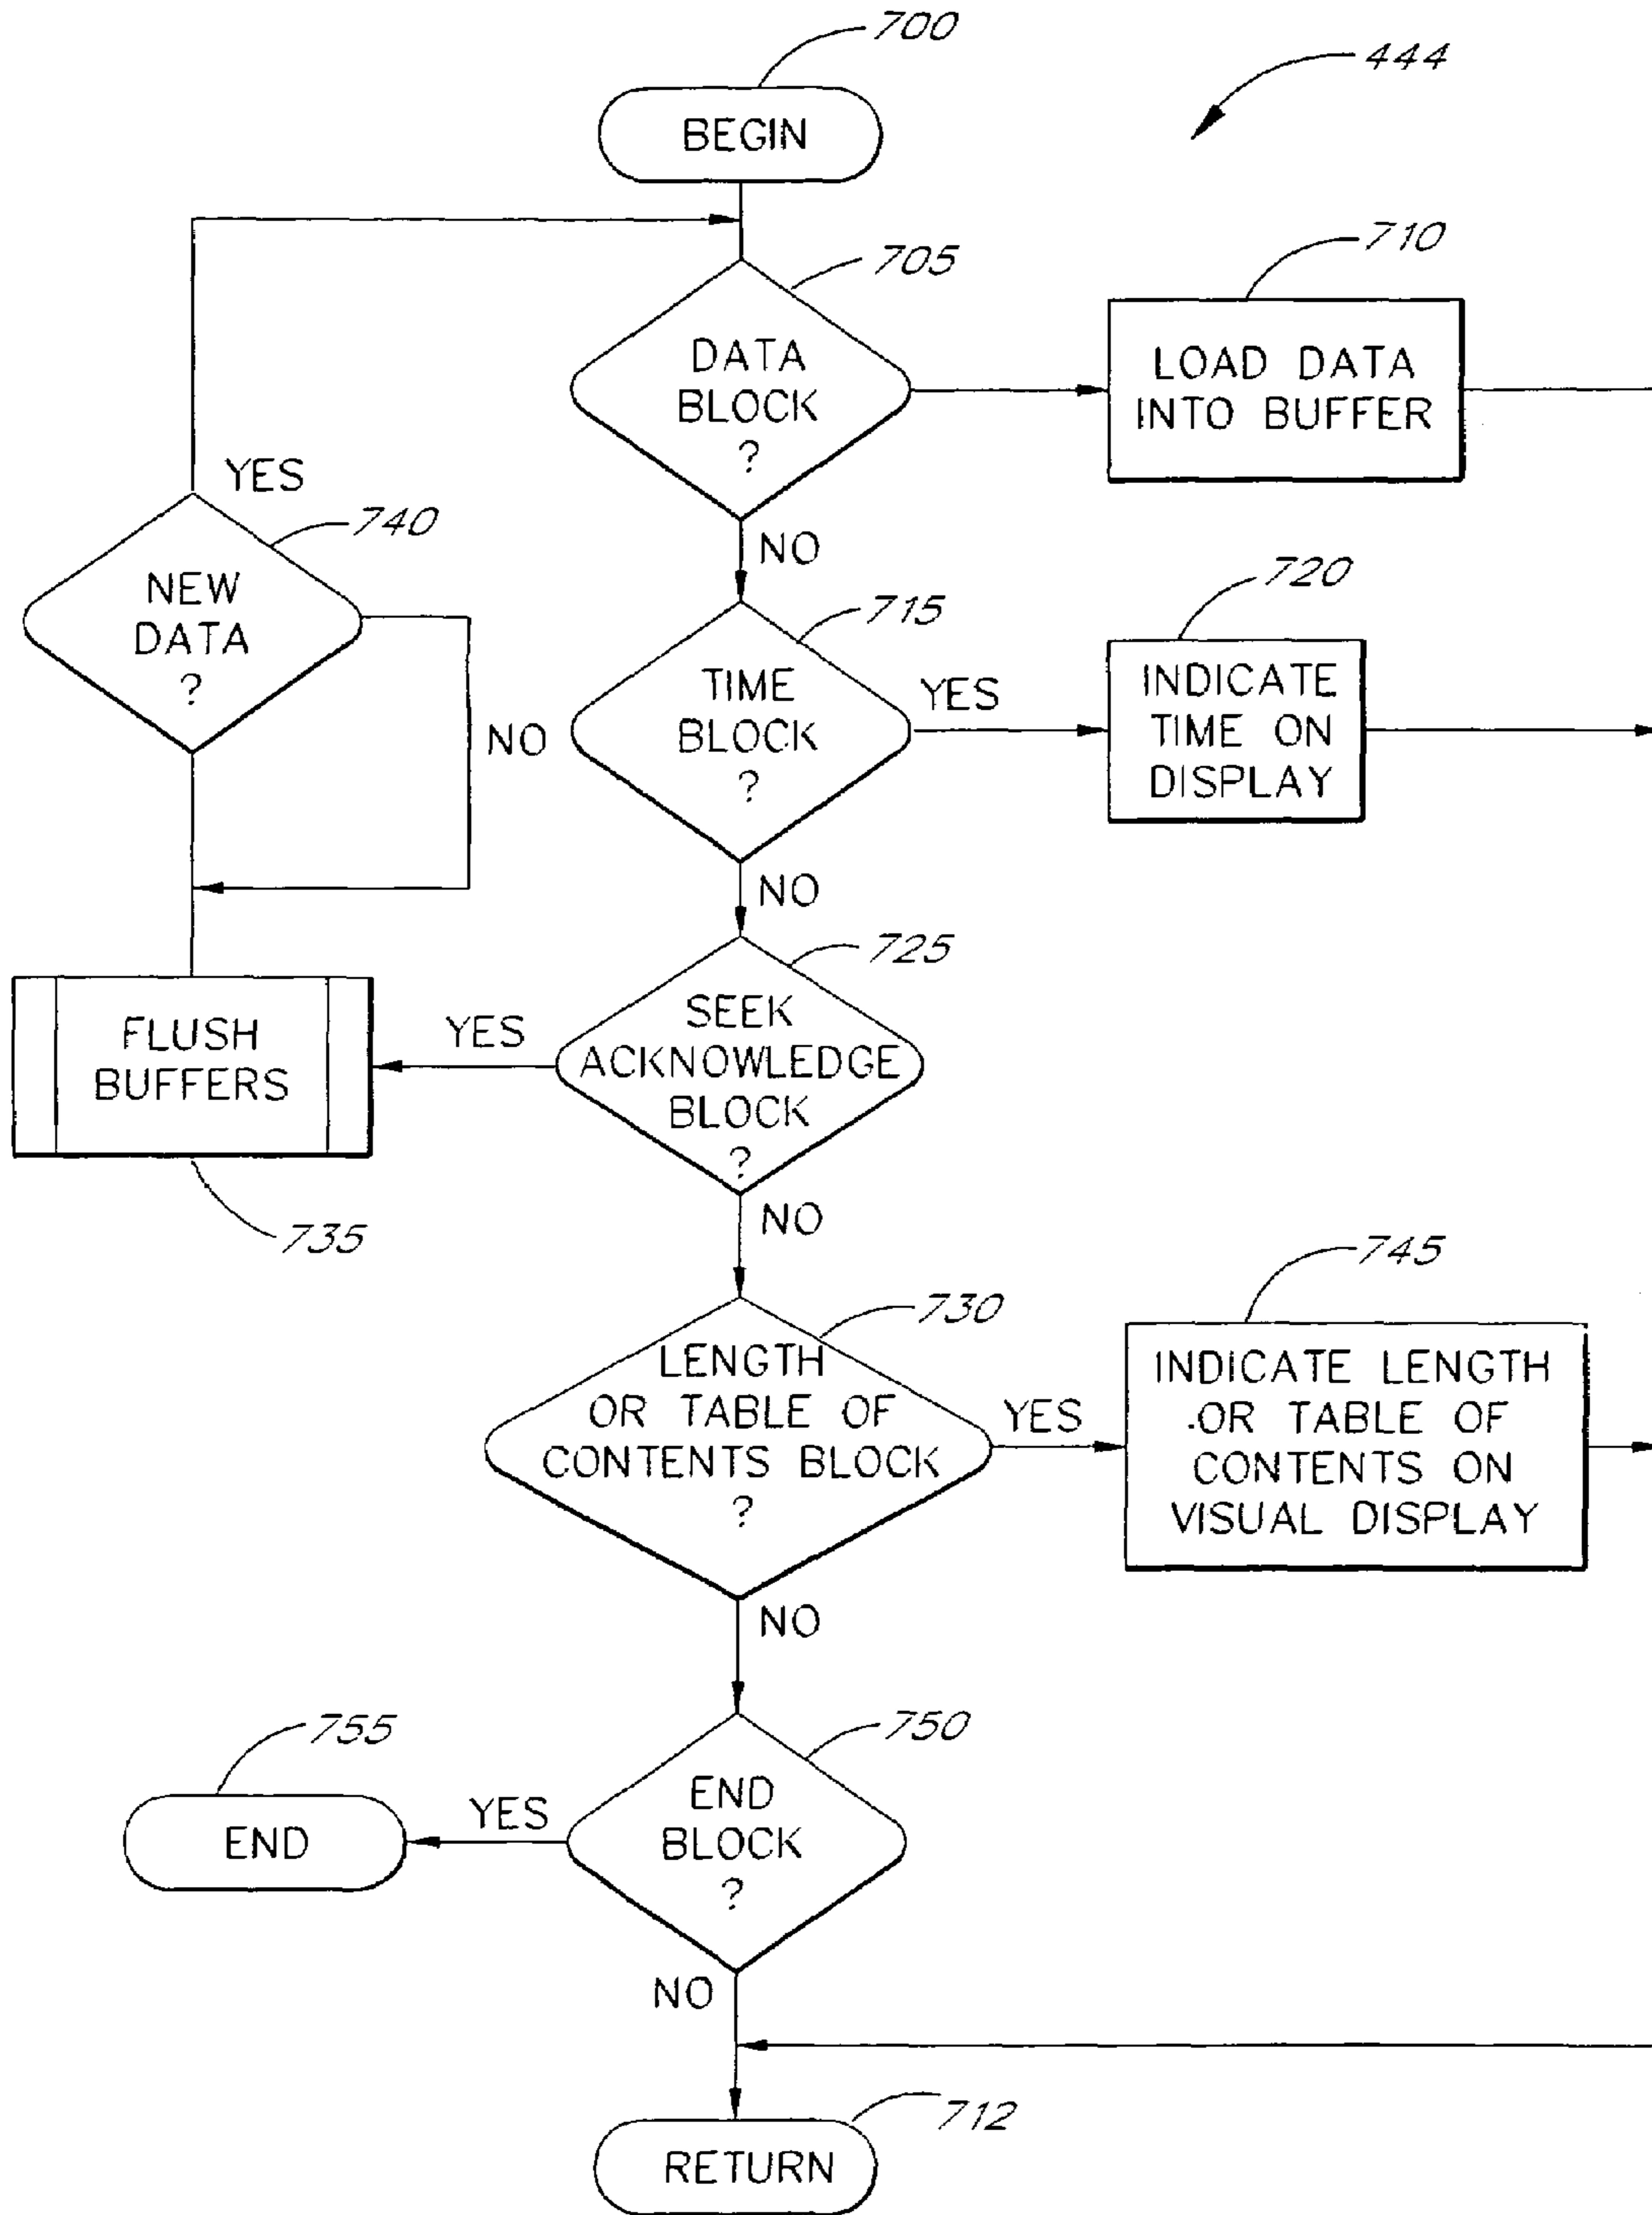 700
444
BEGIN
705
DATA
BLOCK
?
710
LOAD DATA
INTO BUFFER
YES
740
NEW
DATA
?
NO
NO
715
TIME
BLOCK
?
YES
720
INDICATE
TIME ON
DISPLAY
NO
725
SEEK
ACKNOWLEDGE
BLOCK
?
YES
FLUSH
BUFFERS
735
NO
730
LENGTH
OR TABLE OF
CONTENTS BLOCK
?
YES
745
INDICATE LENGTH
OR TABLE OF
CONTENTS ON
VISUAL DISPLAY
NO
750
END
BLOCK
?
YES
755
END
NO
712
RETURN